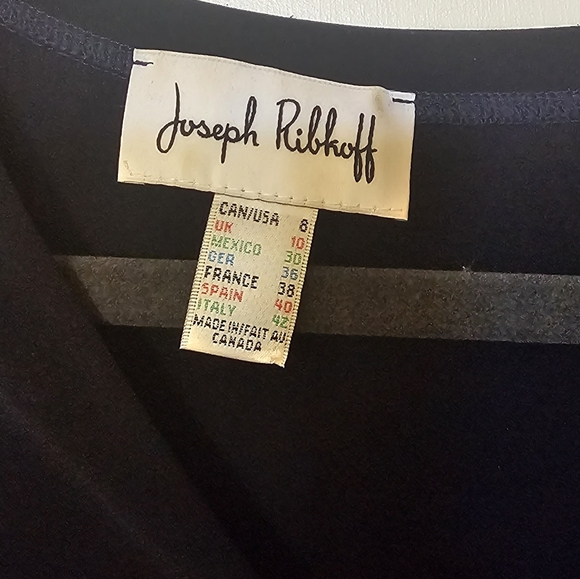 Joseph Ribkoff
CAN/USA 8
UK 10
MEXICO 30
GER 36
FRANCE 38
SPAIN 40
ITALY 42
MADE IN/FAIT AU
CANADA